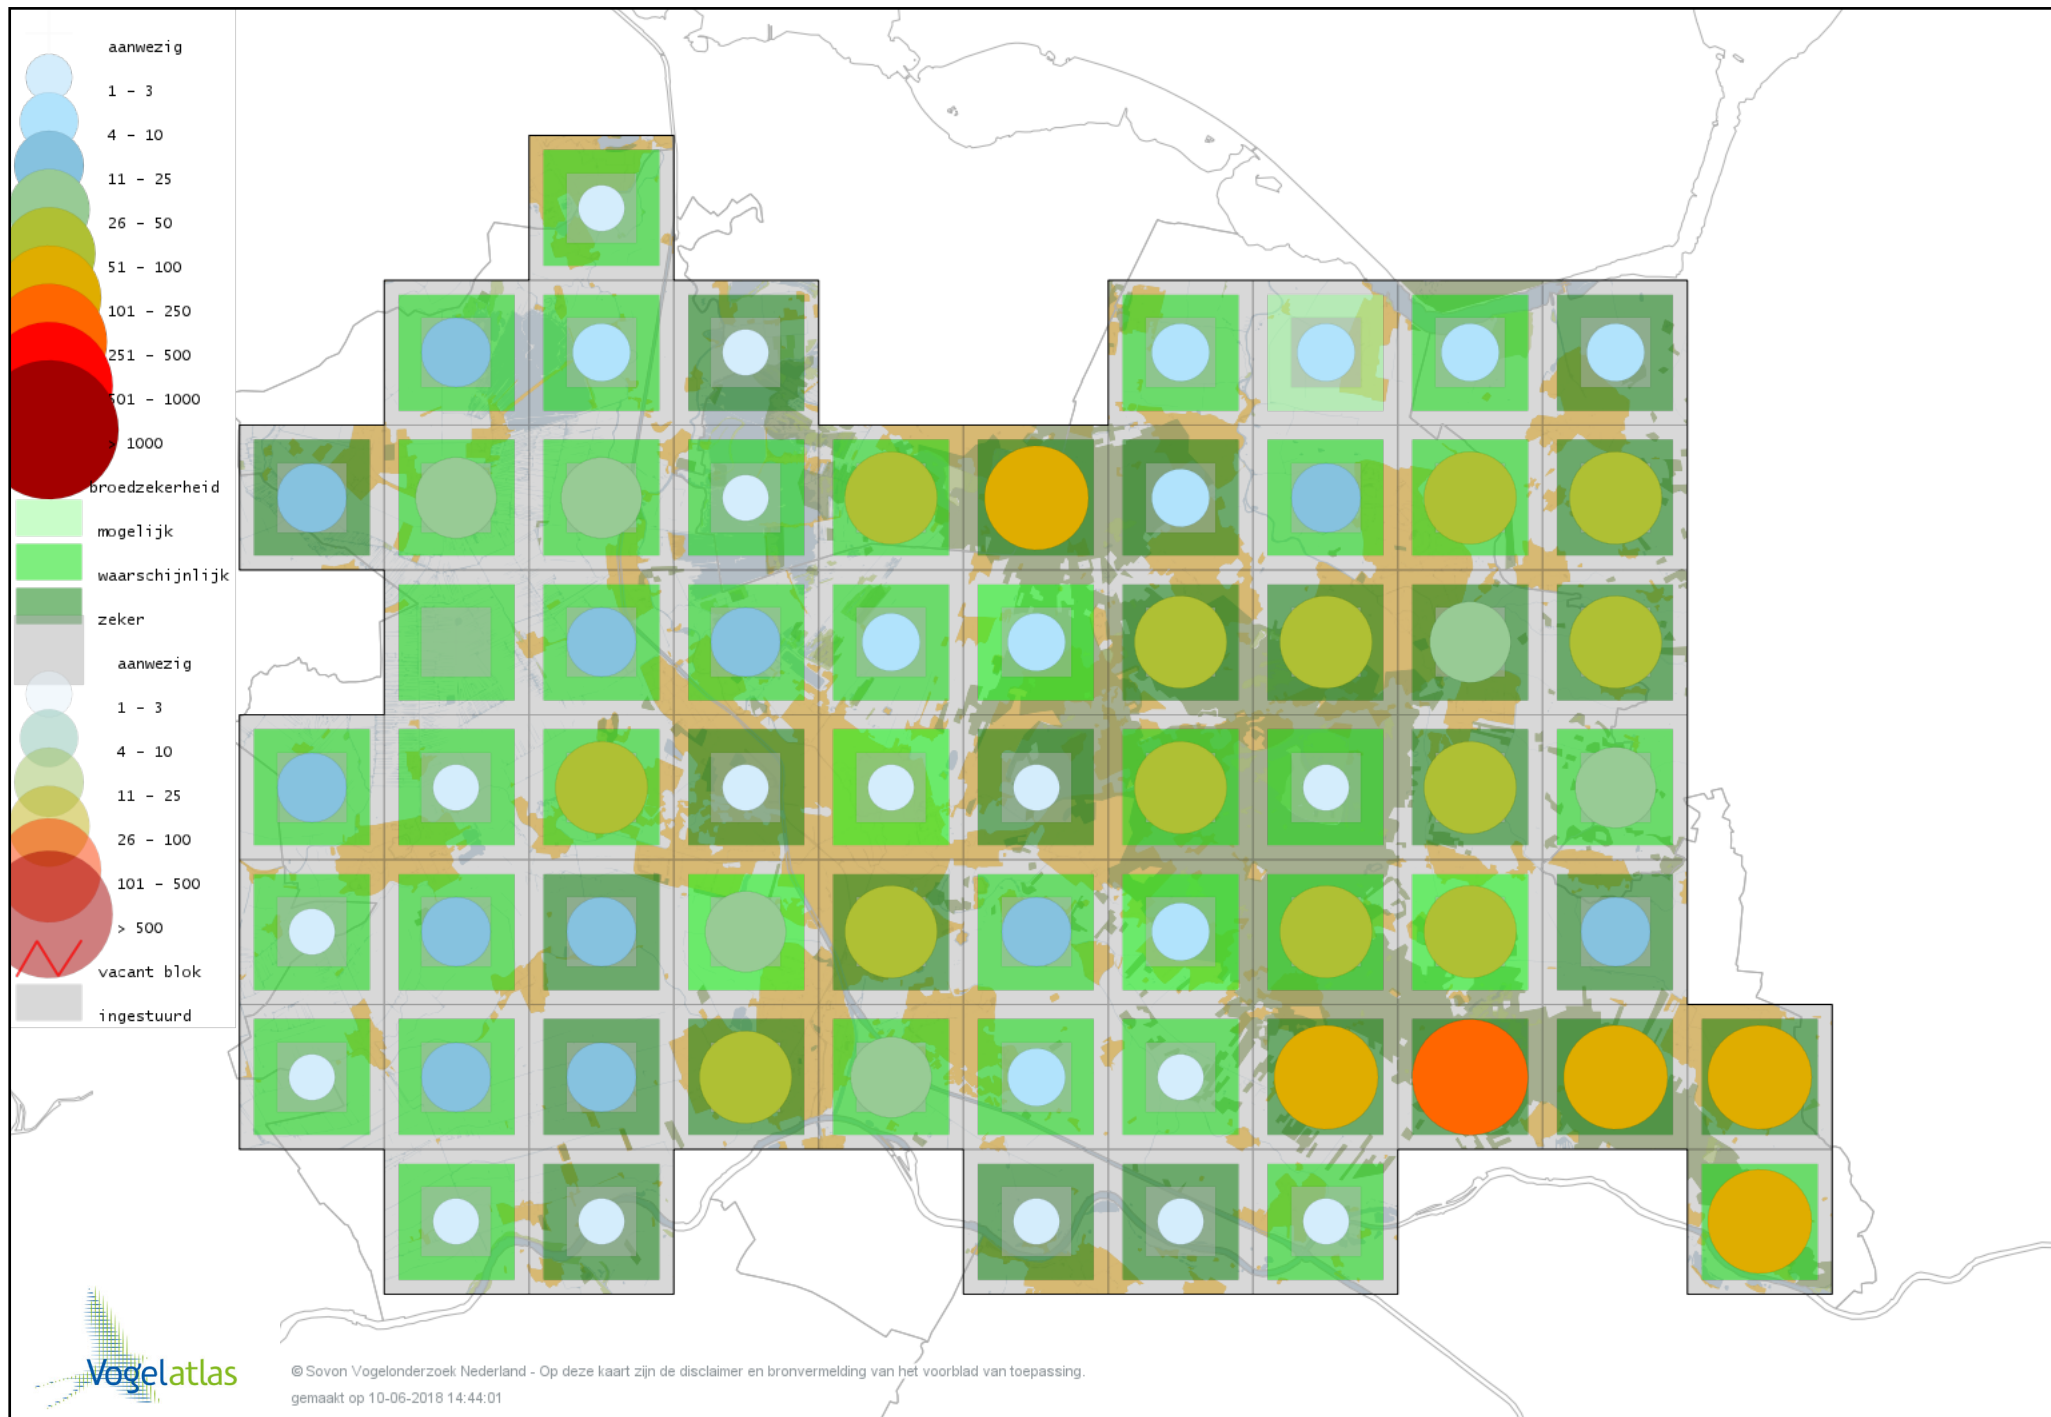 aanwezig
1 - 3
4 - 10
11 - 25
26 - 50
51 - 100
101 - 250
251 - 500
501 - 1000
> 1000
broedzekerheid
mogelijk
waarschijnlijk
zeker
aanwezig
1 - 3
4 - 10
11 - 25
26 - 100
101 - 500
> 500
vacant blok
ingestuurd
Vogelatlas
© Sovon Vogelonderzoek Nederland - Op deze kaart zijn de disclaimer en bronvermelding van het voorblad van toepassing.
gemaakt op 10-06-2018 14:44:01